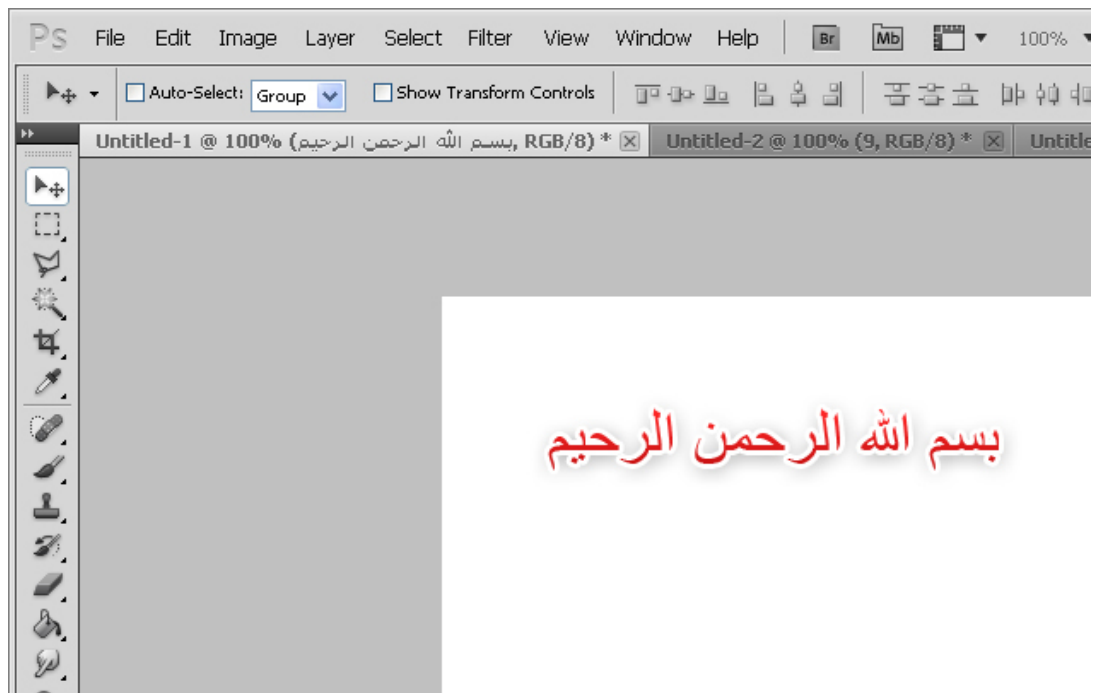 Ps File Edit Image Layer Select Filter View Window Help Br Mb 100%
Auto-Select: Group Show Transform Controls
Untitled-1 @ 100% (بسم الله الرحمن الرحيم, RGB/8) * Untitled-2 @ 100% (9, RGB/8) * Untitle
بسم الله الرحمن الرحيم